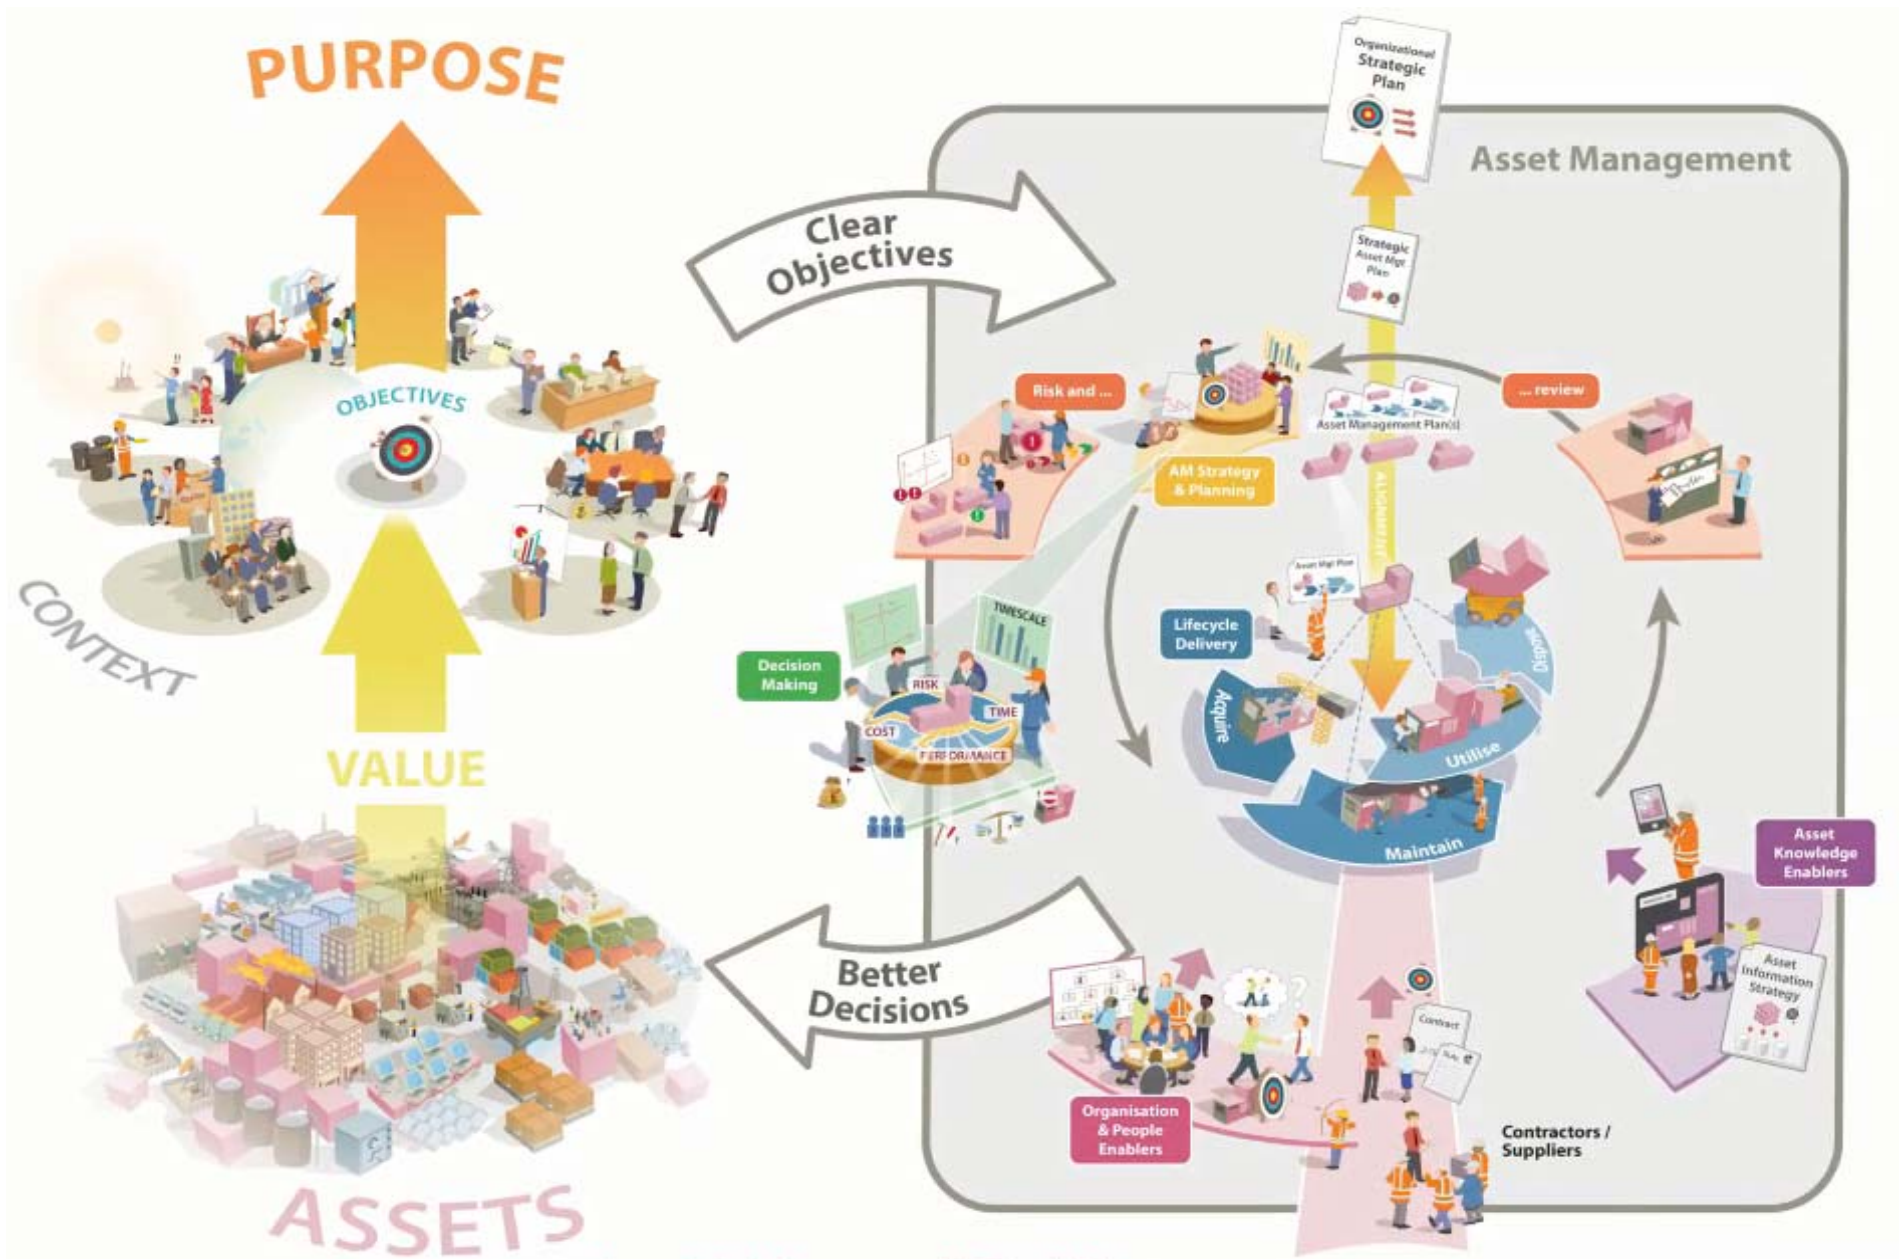 PURPOSE
OBJECTIVES
CONTEXT
VALUE
ASSETS
Clear
Objectives
Better
Decisions
Asset Management
Organizational
Strategic
Plan
Strategic
Asset Mgt
Plan
Risk and ...
... review
Asset Management Plan(s)
AM Strategy
& Planning
ALIGNMENT
Asset Mgt Plan
Lifecycle
Delivery
Decision
Making
TIMESCALE
RISK
TIME
COST
PERFORMANCE
Acquire
Dispose
Utilise
Maintain
Asset
Knowledge
Enablers
Asset
Information
Strategy
Contract
Organisation
& People
Enablers
Contractors /
Suppliers